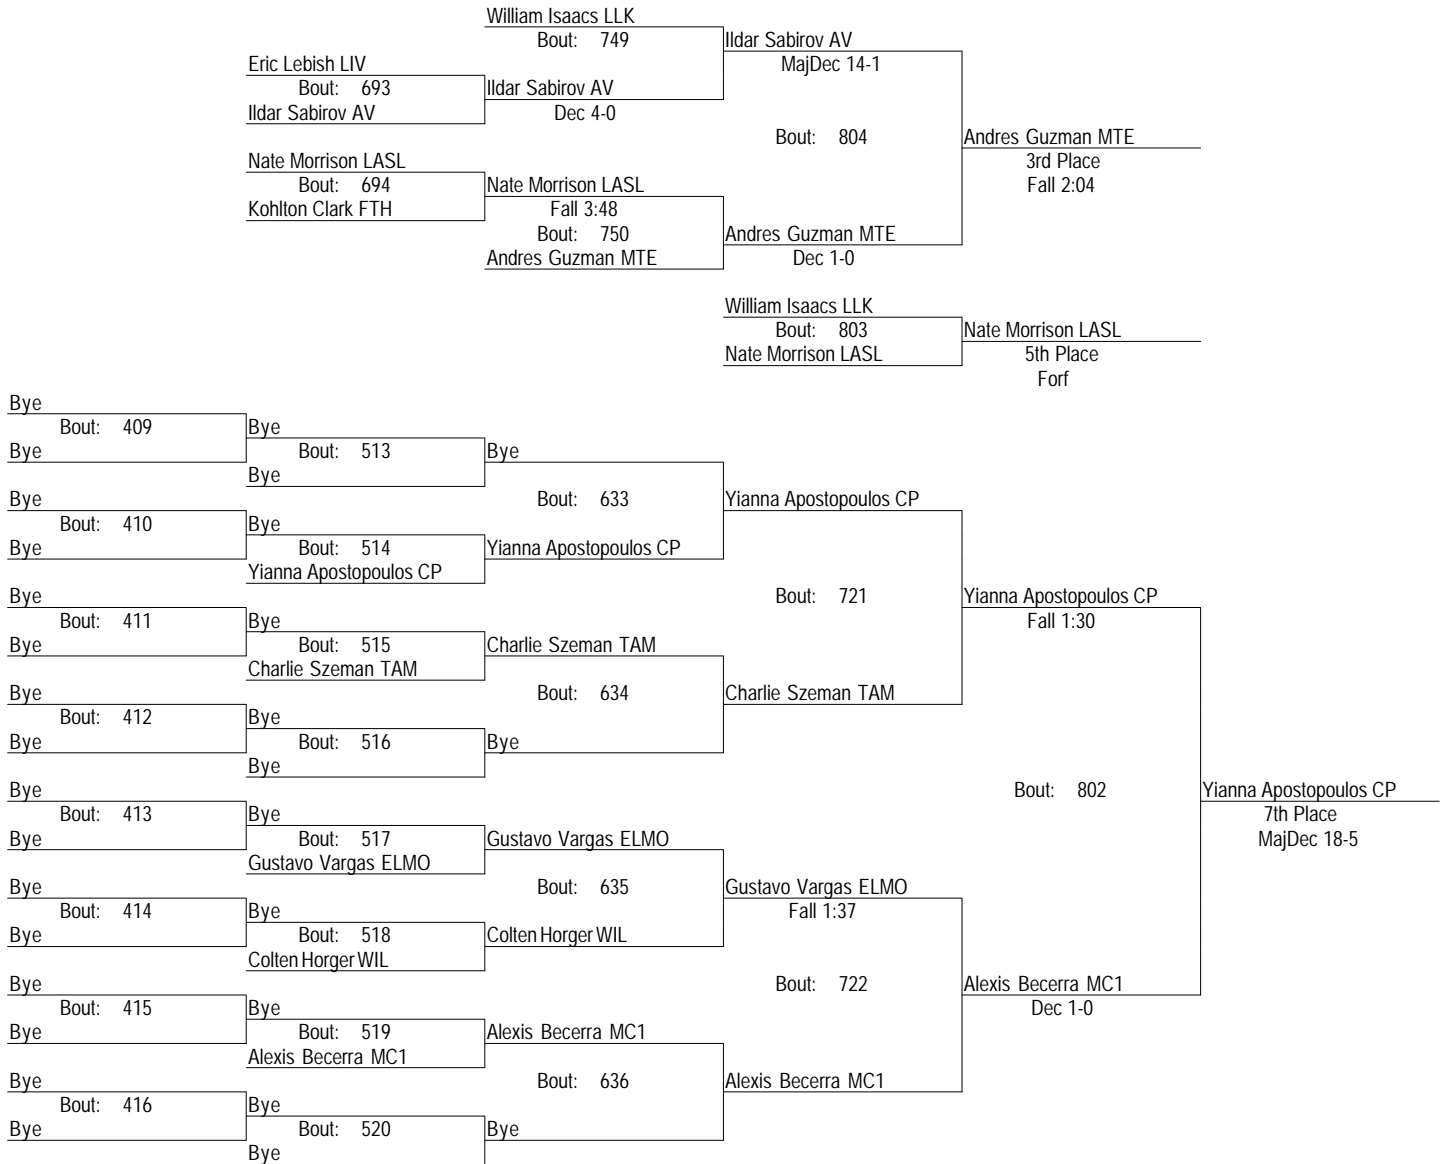 William Isaacs LLK
Bout: 749
Ildar Sabirov AV
Eric Lebish LIV
MajDec 14-1
Bout: 693
Ildar Sabirov AV
Ildar Sabirov AV
Dec 4-0
Bout: 804
Andres Guzman MTE
Nate Morrison LASL
3rd Place
Bout: 694
Nate Morrison LASL
Fall 2:04
Kohlton Clark FTH
Fall 3:48
Bout: 750
Andres Guzman MTE
Andres Guzman MTE
Dec 1-0
William Isaacs LLK
Bout: 803
Nate Morrison LASL
Nate Morrison LASL
5th Place
Forf
Bye
Bout: 409
Bye
Bye
Bout: 513
Bye
Bye
Bye
Bout: 633
Yianna Apostopoulos CP
Bout: 410
Bye
Bye
Bout: 514
Yianna Apostopoulos CP
Yianna Apostopoulos CP
Bye
Bout: 721
Yianna Apostopoulos CP
Bout: 411
Bye
Fall 1:30
Bye
Bout: 515
Charlie Szeman TAM
Charlie Szeman TAM
Bye
Bout: 634
Charlie Szeman TAM
Bout: 412
Bye
Bye
Bout: 516
Bye
Bye
Bye
Bout: 802
Yianna Apostopoulos CP
Bout: 413
Bye
7th Place
Bye
Bout: 517
Gustavo Vargas ELMO
MajDec 18-5
Gustavo Vargas ELMO
Bye
Bout: 635
Gustavo Vargas ELMO
Bout: 414
Bye
Fall 1:37
Bye
Bout: 518
Colten Horger WIL
Colten Horger WIL
Bye
Bout: 722
Alexis Becerra MC1
Bout: 415
Bye
Dec 1-0
Bye
Bout: 519
Alexis Becerra MC1
Alexis Becerra MC1
Bye
Bout: 636
Alexis Becerra MC1
Bout: 416
Bye
Bye
Bout: 520
Bye
Bye